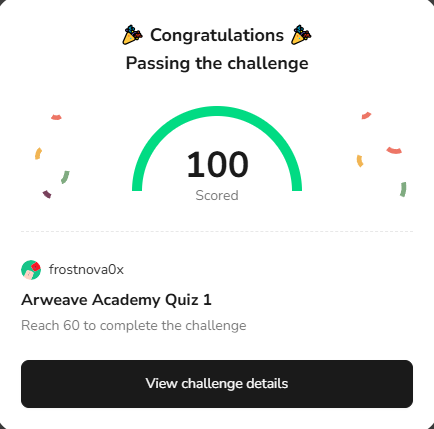 🎉 Congratulations 🎉
Passing the challenge
100
Scored
frostnova0x
Arweave Academy Quiz 1
Reach 60 to complete the challenge
View challenge details